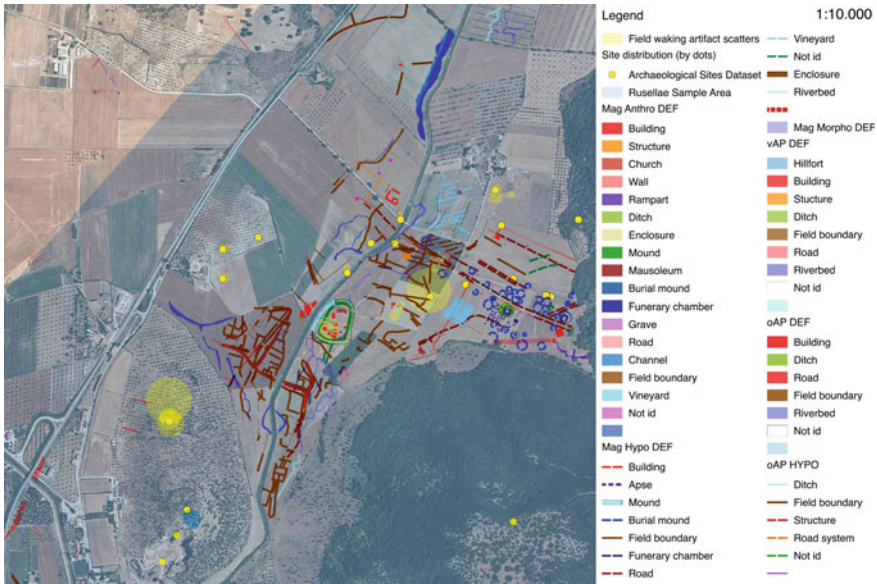 Legend
1:10.000
Field waking artifact scatters
Site distribution (by dots)
Archaeological Sites Dataset
Rusellae Sample Area
Mag Anthro DEF
Building
Structure
Church
Wall
Rampart
Ditch
Enclosure
Mound
Mausoleum
Burial mound
Funerary chamber
Grave
Road
Channel
Field boundary
Vineyard
Not id
Mag Hypo DEF
Building
Apse
Mound
Burial mound
Field boundary
Funerary chamber
Road
Vineyard
Not id
Enclosure
Riverbed
Mag Morpho DEF
vAP DEF
Hillfort
Building
Stucture
Ditch
Field boundary
Road
Riverbed
Not id
oAP DEF
Building
Ditch
Road
Field boundary
Riverbed
Not id
oAP HYPO
Ditch
Field boundary
Structure
Road system
Not id